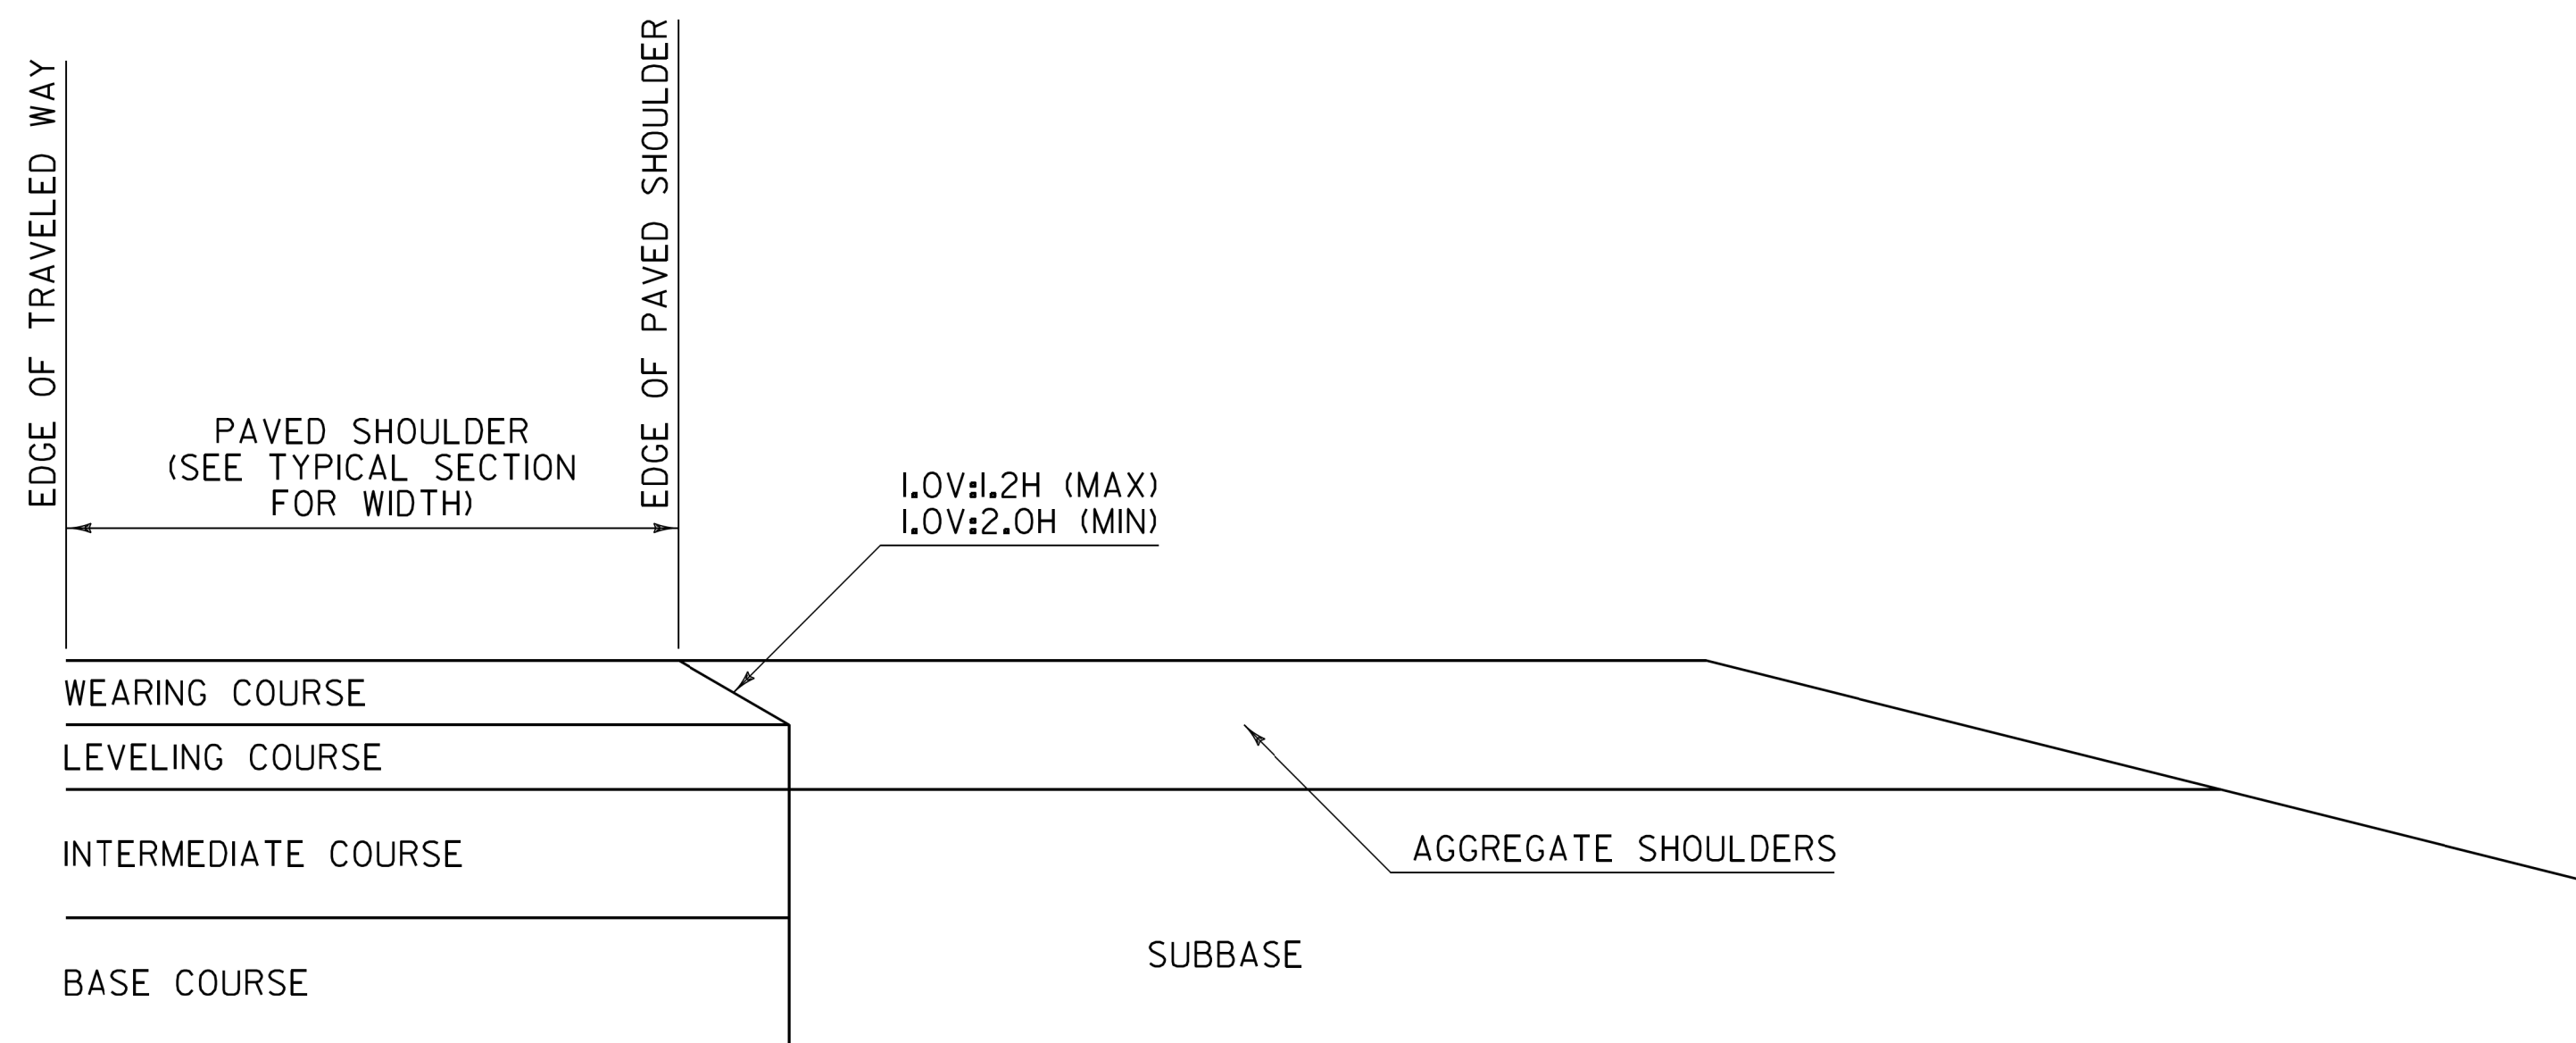 EDGE OF TRAVELED WAY
EDGE OF PAVED SHOULDER
PAVED SHOULDER
(SEE TYPICAL SECTION
FOR WIDTH)
1.0V:1.2H (MAX)
1.0V:2.0H (MIN)
WEARING COURSE
LEVELING COURSE
INTERMEDIATE COURSE
AGGREGATE SHOULDERS
SUBBASE
BASE COURSE